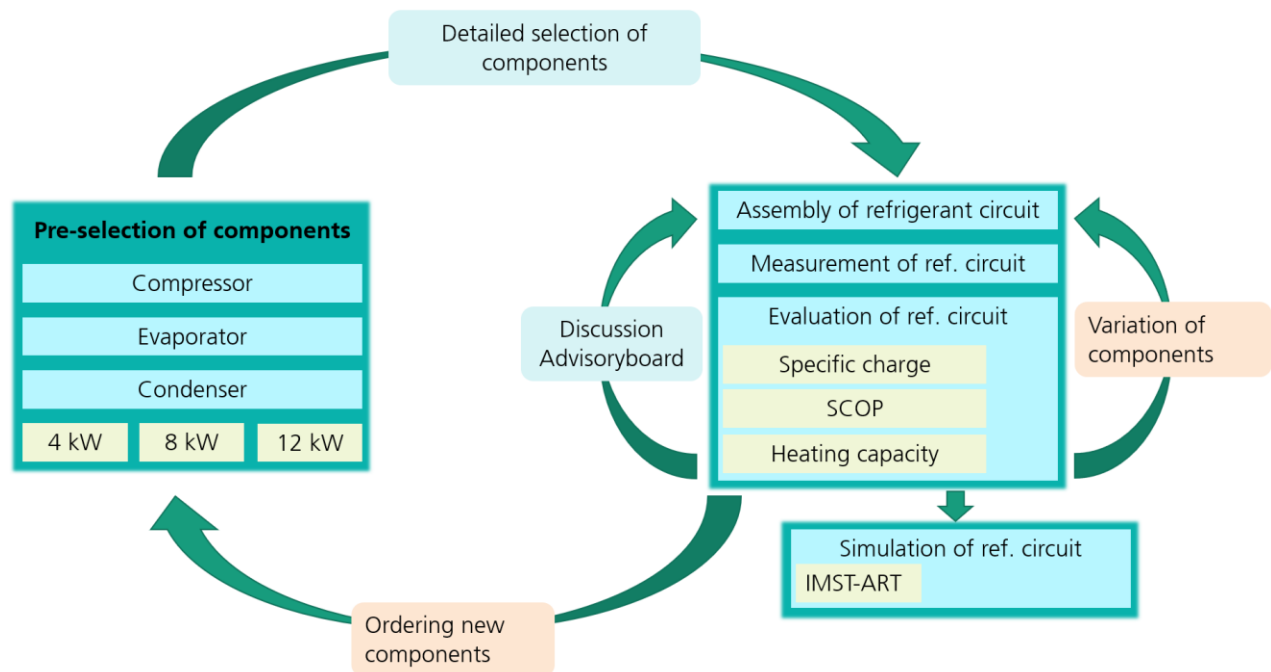 Detailed selection of
components
Pre-selection of components
Compressor
Evaporator
Condenser
4 kW
8 kW
12 kW
Assembly of refrigerant circuit
Measurement of ref. circuit
Evaluation of ref. circuit
Specific charge
SCOP
Heating capacity
Discussion
Advisoryboard
Variation of
components
Simulation of ref. circuit
IMST-ART
Ordering new
components